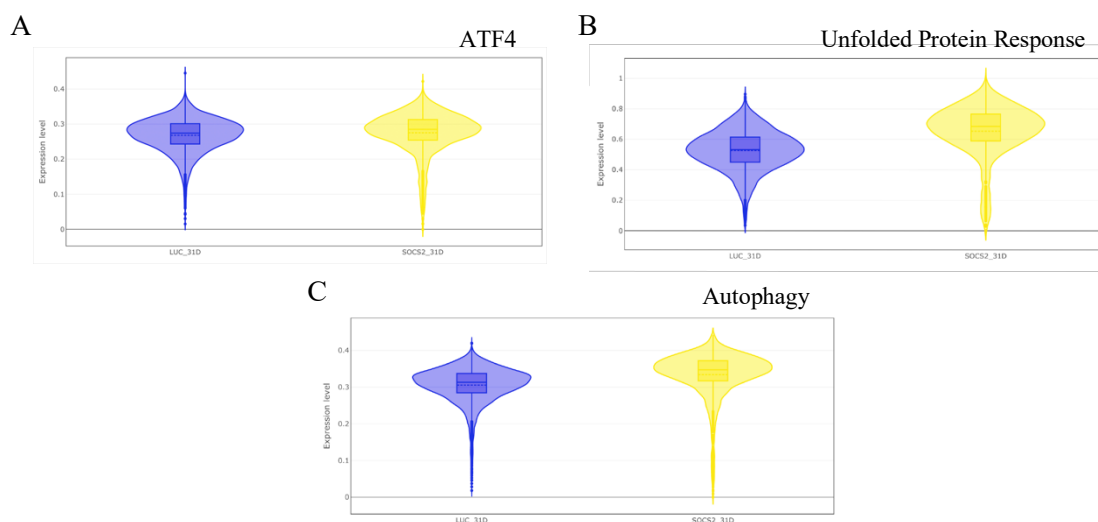 A
ATF4
Expression level
0.4
0.3
0.2
0.1
0
LUC_31D
SOCS2_31D
B
Unfolded Protein Response
Expression level
1
0.8
0.6
0.4
0.2
0
LUC_31D
SOCS2_31D
C
Autophagy
Expression level
0.4
0.3
0.2
0.1
0
LUC_31D
SOCS2_31D